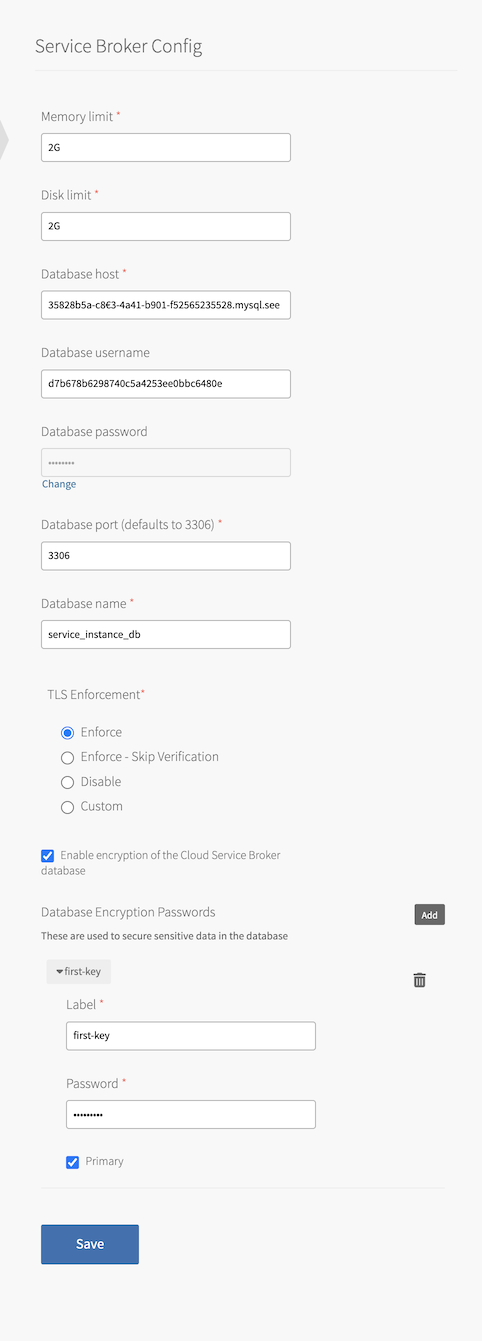 Service Broker Config
Memory limit *
2G
Disk limit *
2G
Database host *
35828b5a-c8€3-4a41-b901-f52565235528.mysql.see
Database username
d7b678b6298740c5a4253ee0bbc6480e
Database password
••••••••
Change
Database port (defaults to 3306) *
3306
Database name *
service_instance_db
TLS Enforcement*
Enforce
Enforce - Skip Verification
Disable
Custom
Enable encryption of the Cloud Service Broker
database
Database Encryption Passwords
Add
These are used to secure sensitive data in the database
first-key
Label *
first-key
Password *
•••••••••
Primary
Save